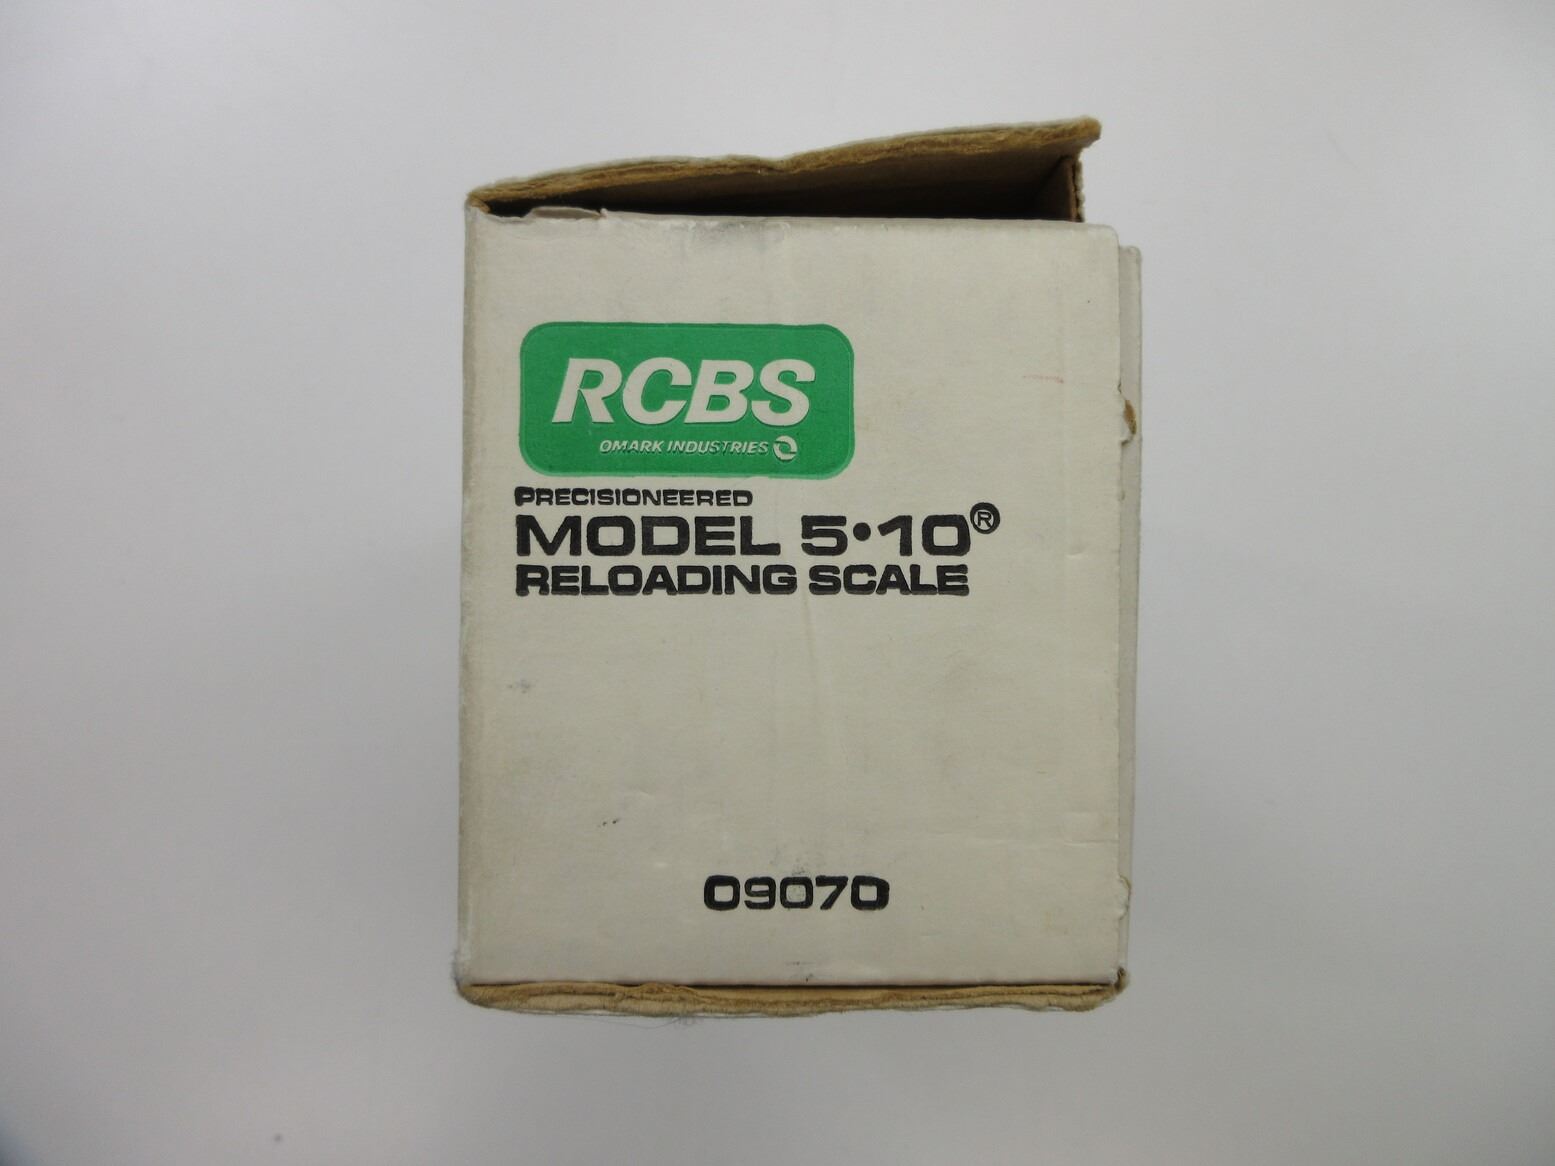 RCBS
OMARK INDUSTRIES
PRECISIONEERED
MODEL 5•10®
RELOADING SCALE
09070